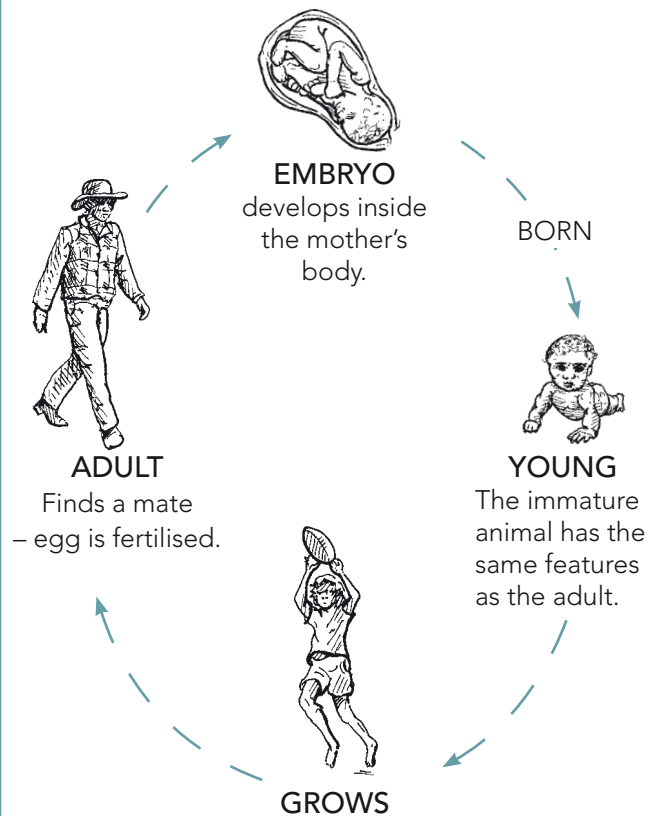 EMBRYO
develops inside
the mother's
body.
BORN
YOUNG
The immature
animal has the
same features
as the adult.
GROWS
ADULT
Finds a mate
– egg is fertilised.